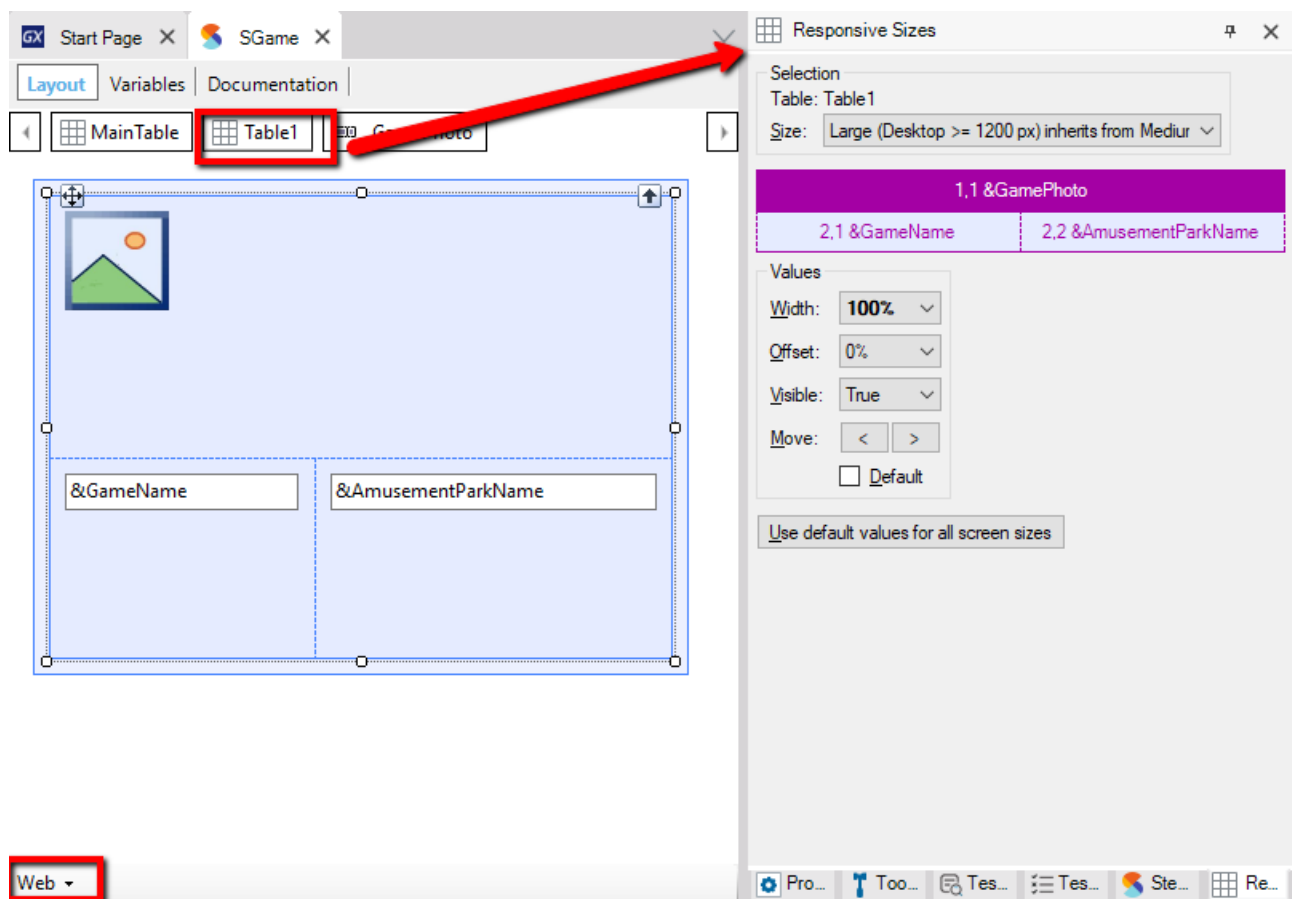 GX Start Page SGame
Layout Variables Documentation
MainTable Table1
&GameName &AmusementParkName
Web
Responsive Sizes
Selection
Table: Table1
Size: Large (Desktop >= 1200 px) inherits from Mediur
1,1 &GamePhoto
2,1 &GameName 2,2 &AmusementParkName
Values
Width: 100%
Offset: 0%
Visible: True
Move: < >
Default
Use default values for all screen sizes
Pro... Too... Tes... Tes... Ste... Re...